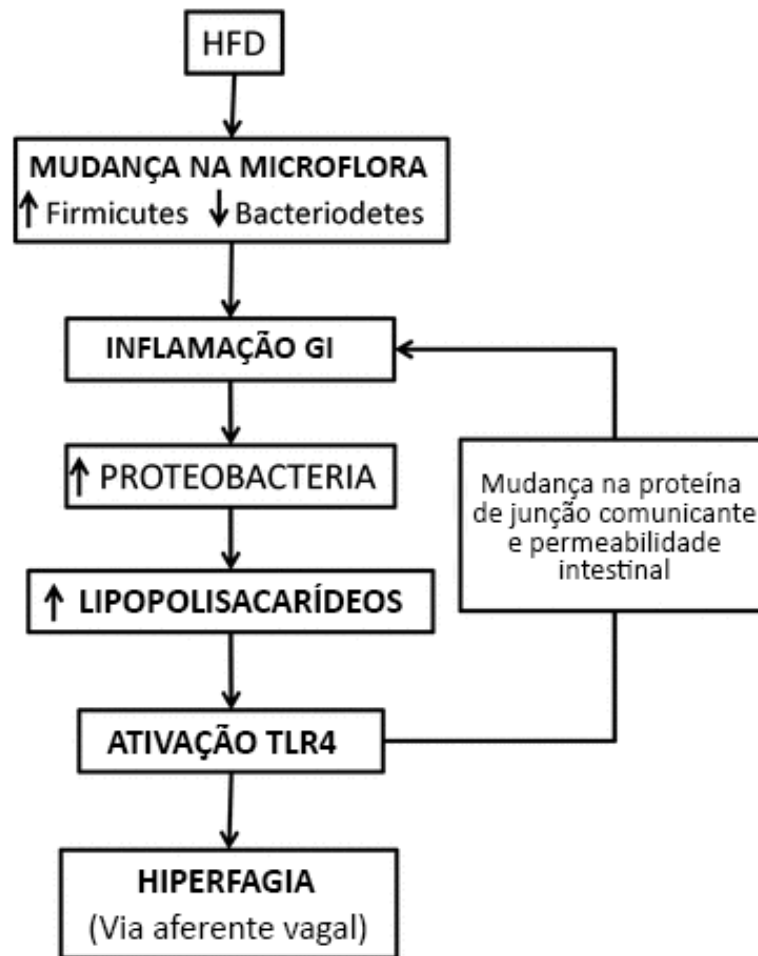 HFD
MUDANÇA NA MICROFLORA
↑ Firmicutes ↓ Bacteriodetes
INFLAMAÇÃO GI
↑ PROTEOBACTERIA
Mudança na proteína
de junção comunicante
e permeabilidade
intestinal
↑ LIPOPOLISACARÍDEOS
ATIVAÇÃO TLR4
HIPERFAGIA
(Via aferente vagal)